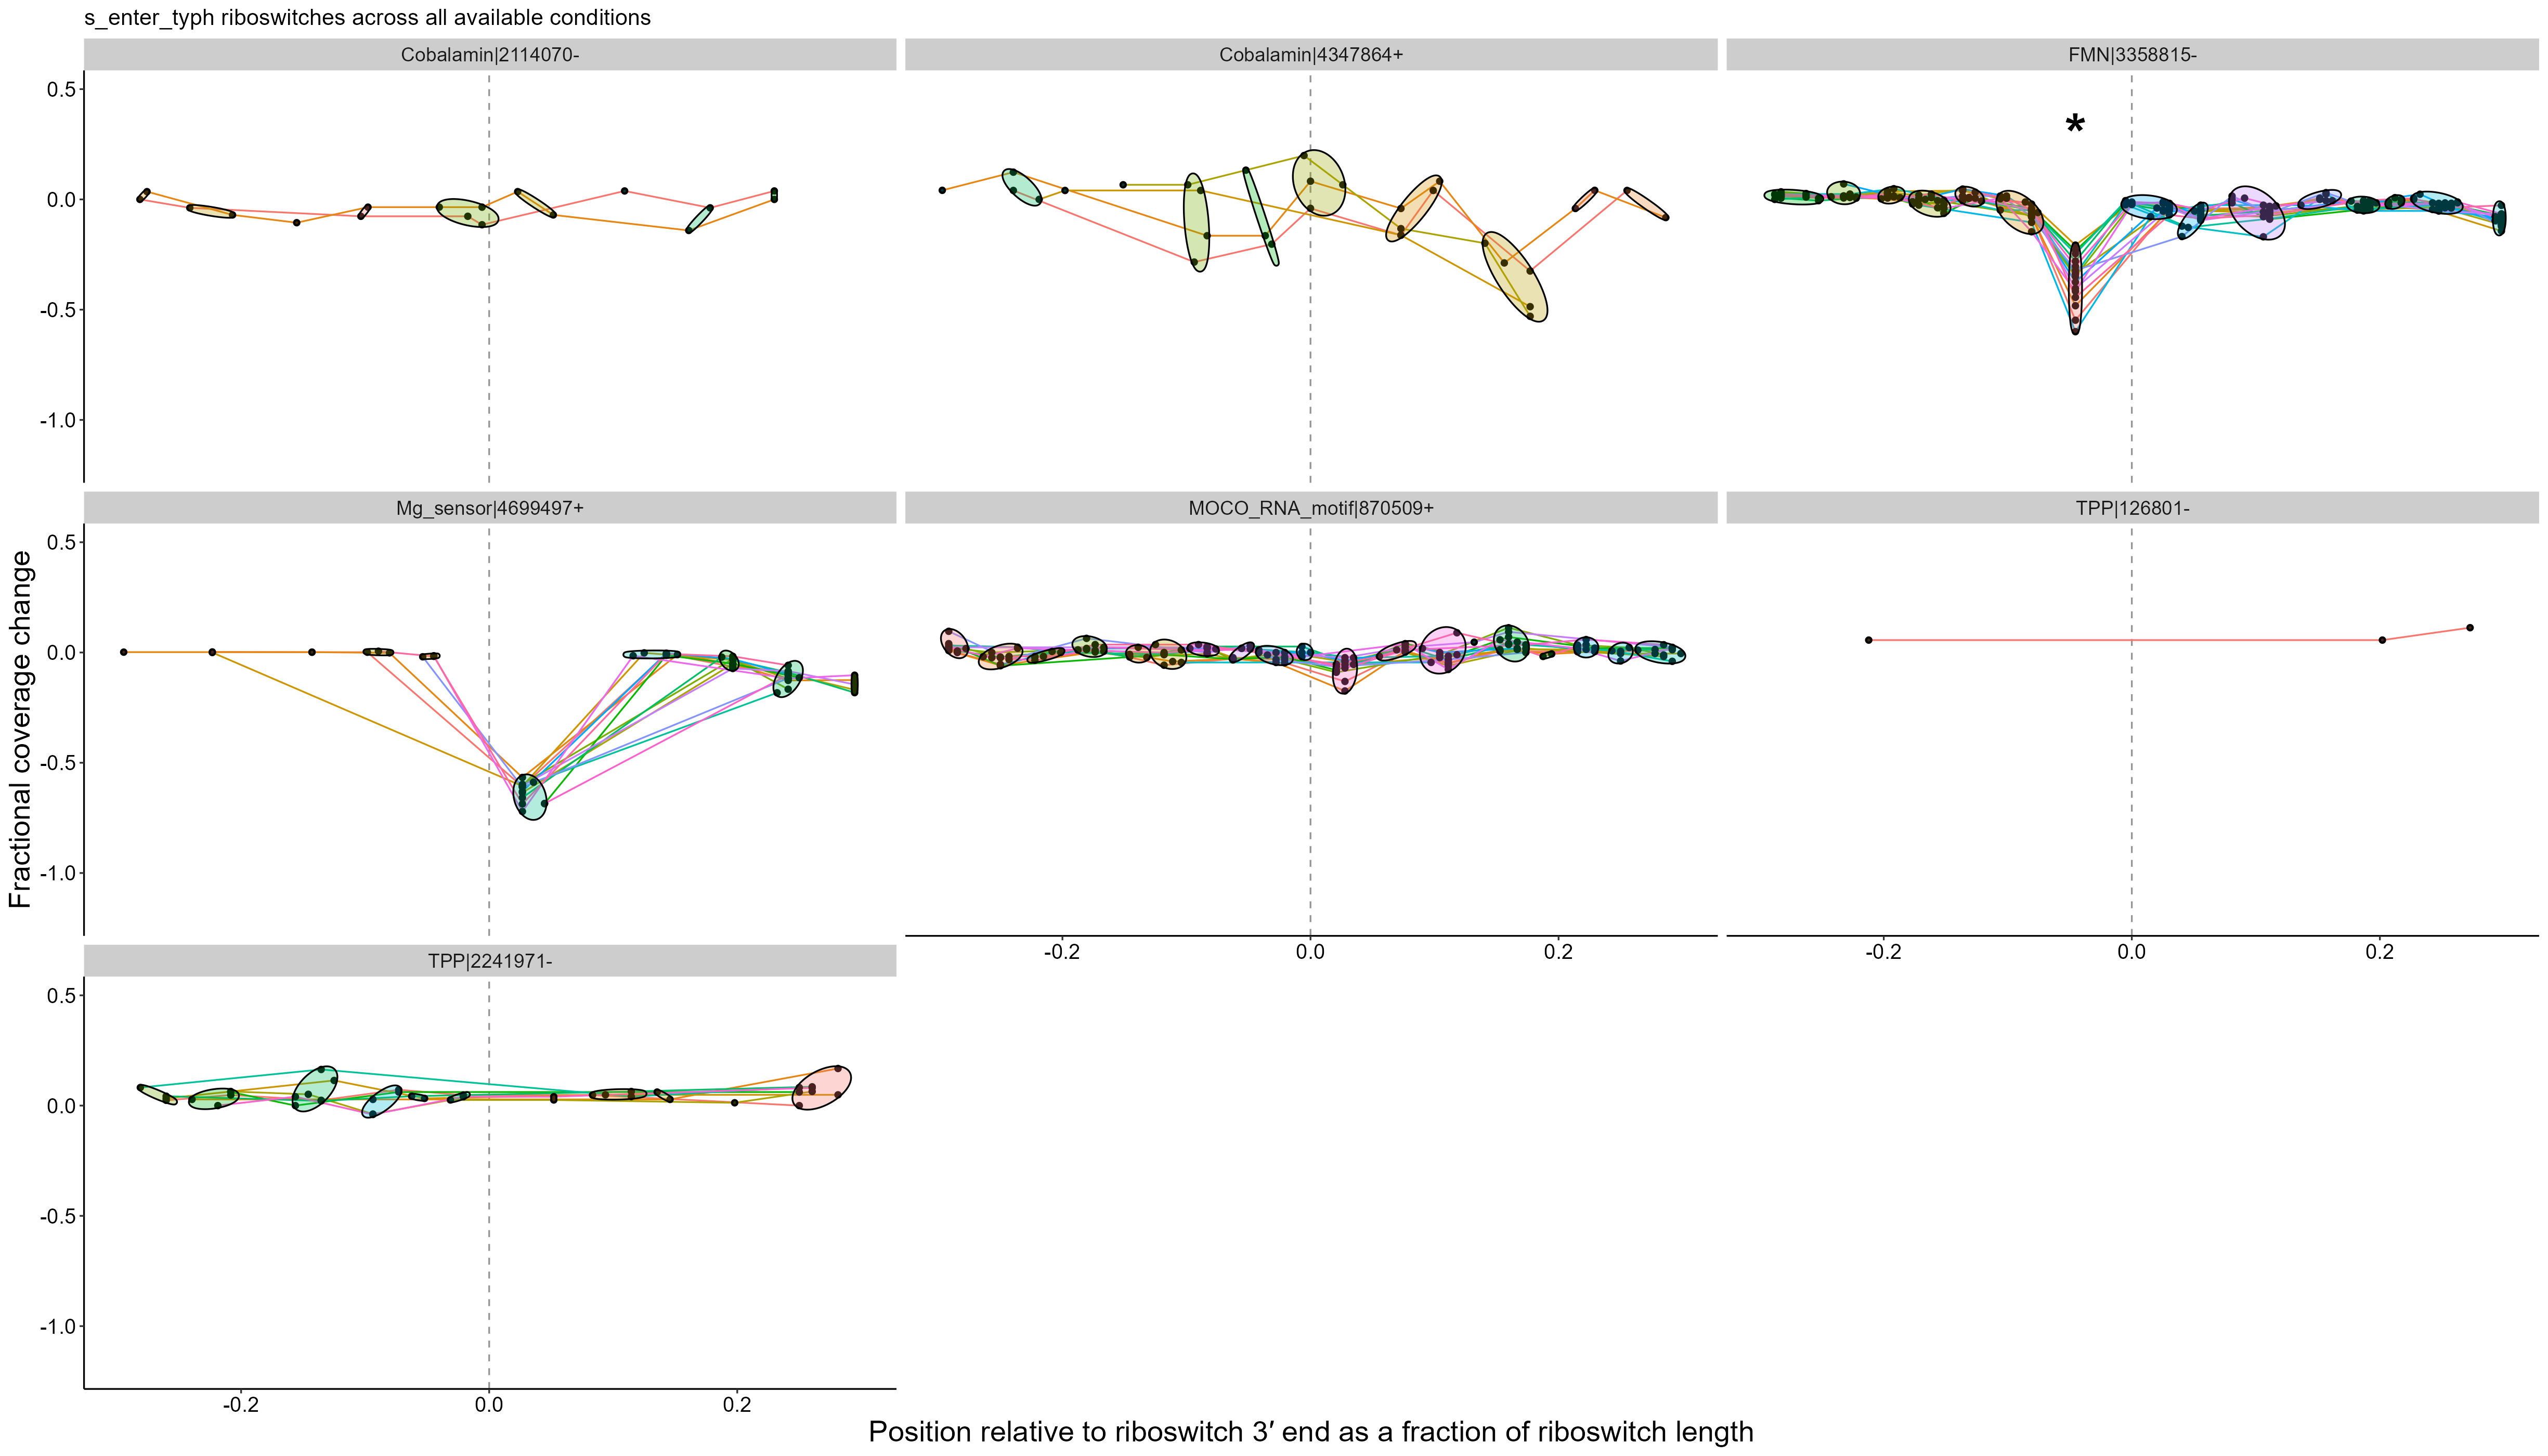 s_enter_typh riboswitches across all available conditions
Cobalamin|2114070-
Cobalamin|4347864+
FMN|3358815-
0.5
0.0
-0.5
-1.0
*
Mg_sensor|4699497+
MOCO_RNA_motif|870509+
TPP|126801-
0.5
0.0
-0.5
-1.0
Fractional coverage change
-0.2 0.0 0.2
-0.2 0.0 0.2
TPP|2241971-
0.5
0.0
-0.5
-1.0
-0.2 0.0 0.2
Position relative to riboswitch 3′ end as a fraction of riboswitch length